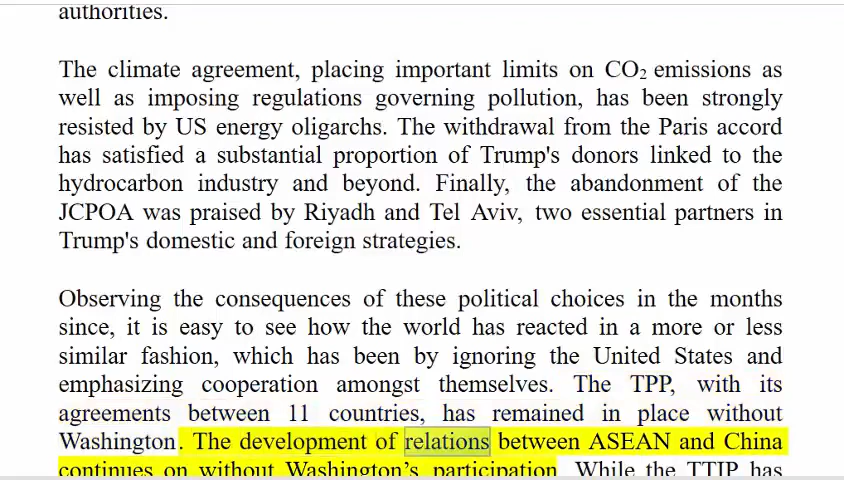 authorities.
The climate agreement, placing important limits on CO₂ emissions as
well as imposing regulations governing pollution, has been strongly
resisted by US energy oligarchs. The withdrawal from the Paris accord
has satisfied a substantial proportion of Trump's donors linked to the
hydrocarbon industry and beyond. Finally, the abandonment of the
JCPOA was praised by Riyadh and Tel Aviv, two essential partners in
Trump's domestic and foreign strategies.
Observing the consequences of these political choices in the months
since, it is easy to see how the world has reacted in a more or less
similar fashion, which has been by ignoring the United States and
emphasizing cooperation amongst themselves. The TPP, with its
agreements between 11 countries, has remained in place without
Washington. The development of relations between ASEAN and China
continues on without Washington’s participation. While the TTIP has